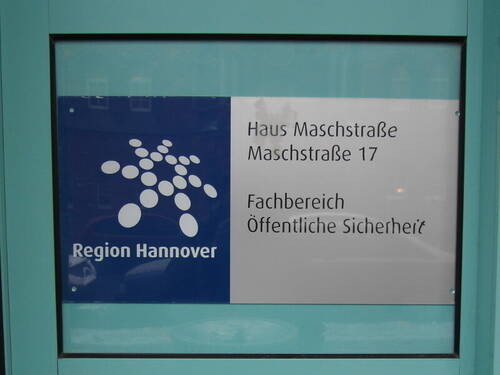 Haus Maschstraße
Maschstraße 17
Fachbereich
Öffentliche Sicherheit
Region Hannover